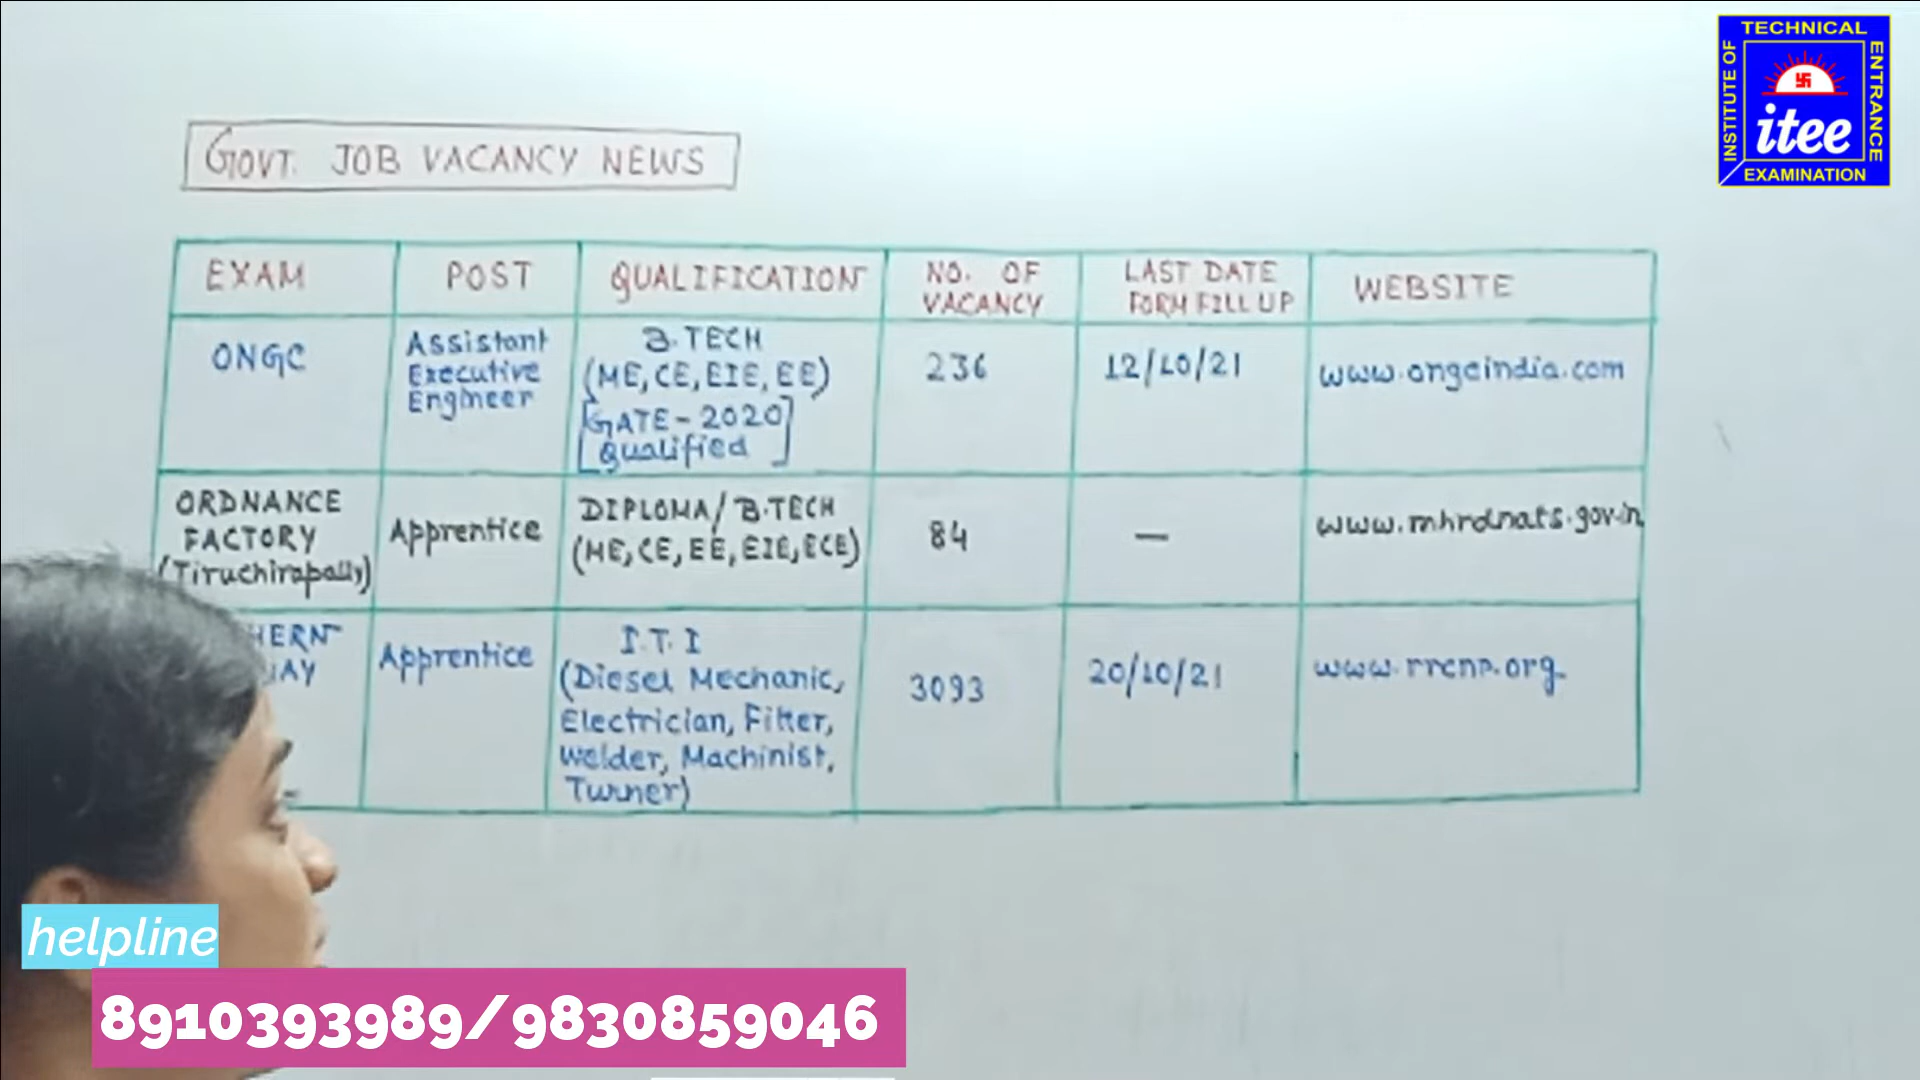 TECHNICAL
INSTITUTE OF
ENTRANCE
itee
EXAMINATION
GOVT. JOB VACANCY NEWS
EXAM
POST
QUALIFICATION
NO. OF
VACANCY
LAST DATE
FORM FILL UP
WEBSITE
ONGC
Assistant
Executive
Engineer
B.TECH
(ME, CE, EIE, EE)
[GATE-2020
Qualified]
236
12/10/21
www.ongcindia.com
ORDNANCE
FACTORY
(Tiruchirapally)
Apprentice
DIPLOMA/B.TECH
(ME, CE, EE, EIE, ECE)
84
—
www.mhrdnats.gov.in
Apprentice
I.T.I
(Diesel Mechanic,
Electrician, Fitter,
Welder, Machinist,
Turner)
3093
20/10/21
www.rrcnr.org
helpline
8910393989/9830859046